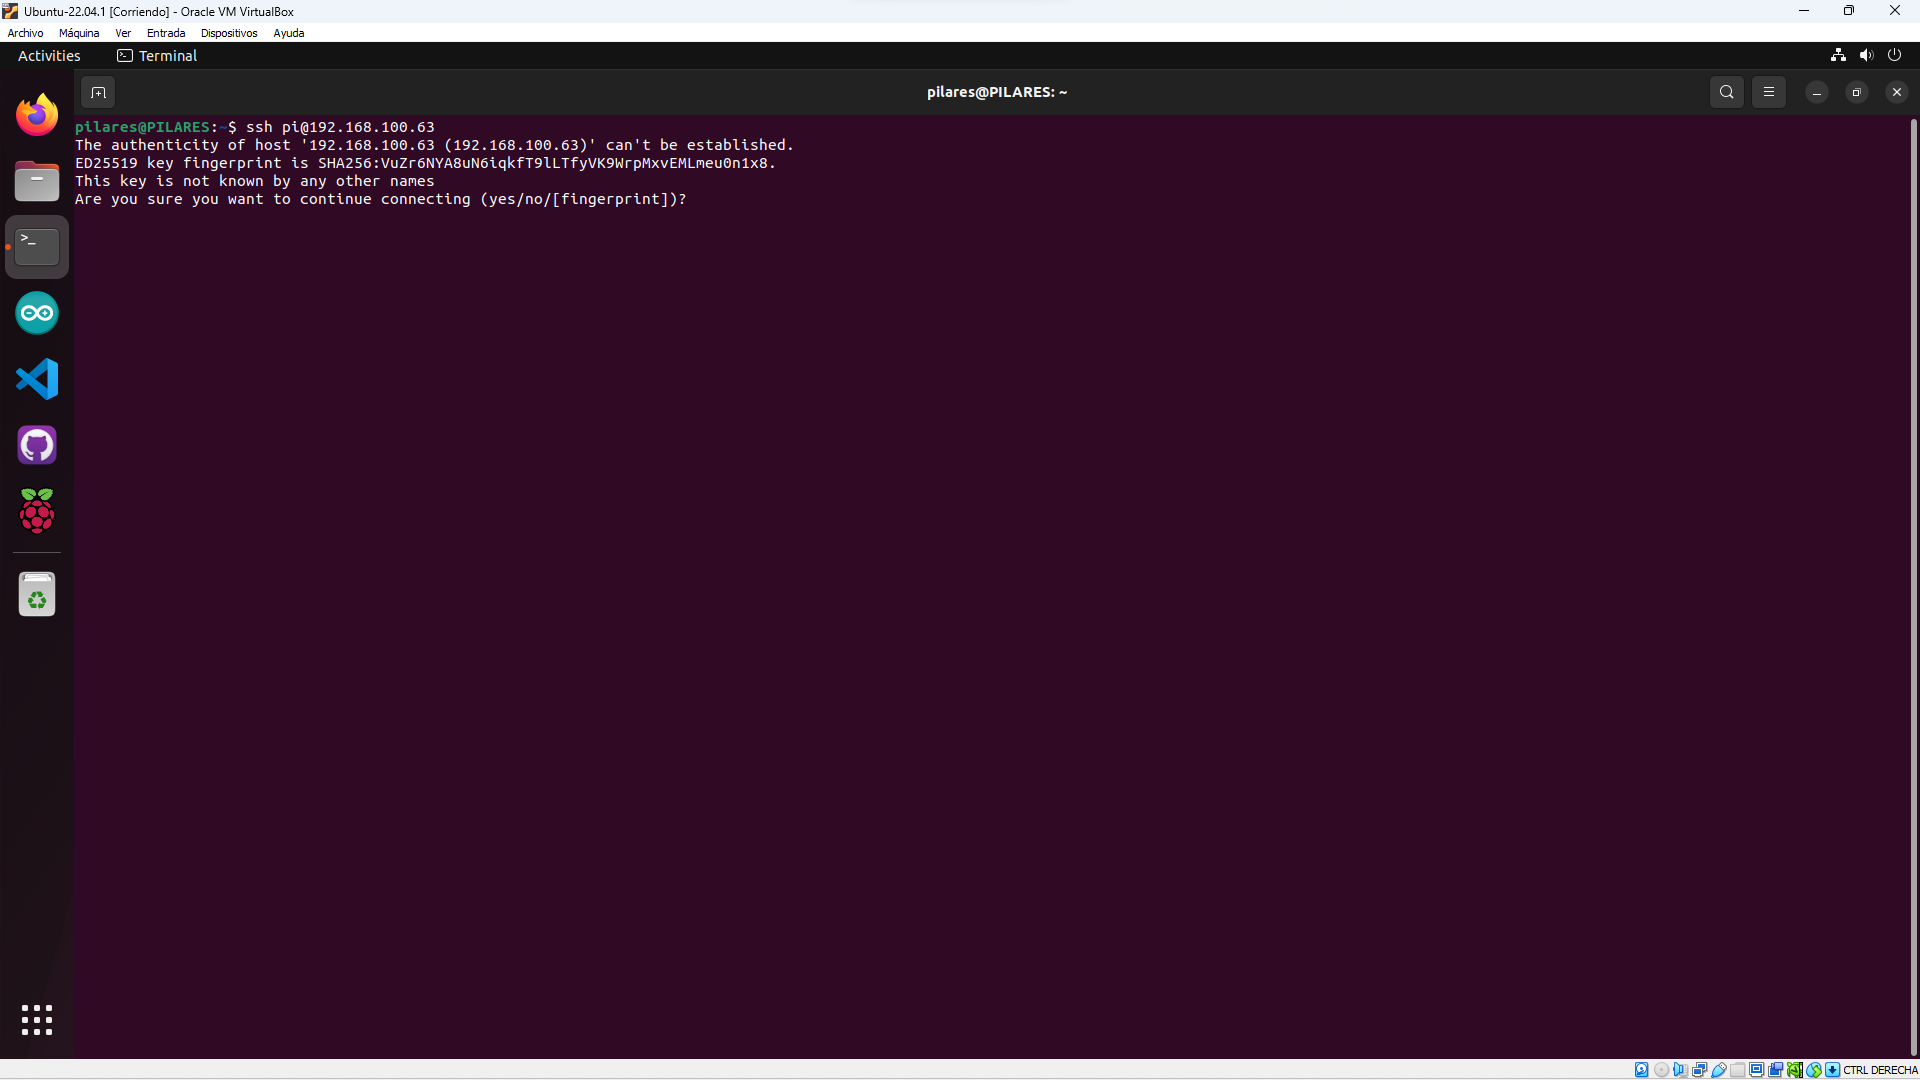 Ubuntu-22.04.1 [Corriendo] - Oracle VM VirtualBox
Archivo Máquina Ver Entrada Dispositivos Ayuda
Activities Terminal
pilares@PILARES: ~
pilares@PILARES:~$ ssh pi@192.168.100.63
The authenticity of host '192.168.100.63 (192.168.100.63)' can't be established.
ED25519 key fingerprint is SHA256:VuZr6NYA8uN6iqkfT9lLTfyVK9WrpMxvEMLmeu0n1x8.
This key is not known by any other names
Are you sure you want to continue connecting (yes/no/[fingerprint])?
CTRL DERECHA